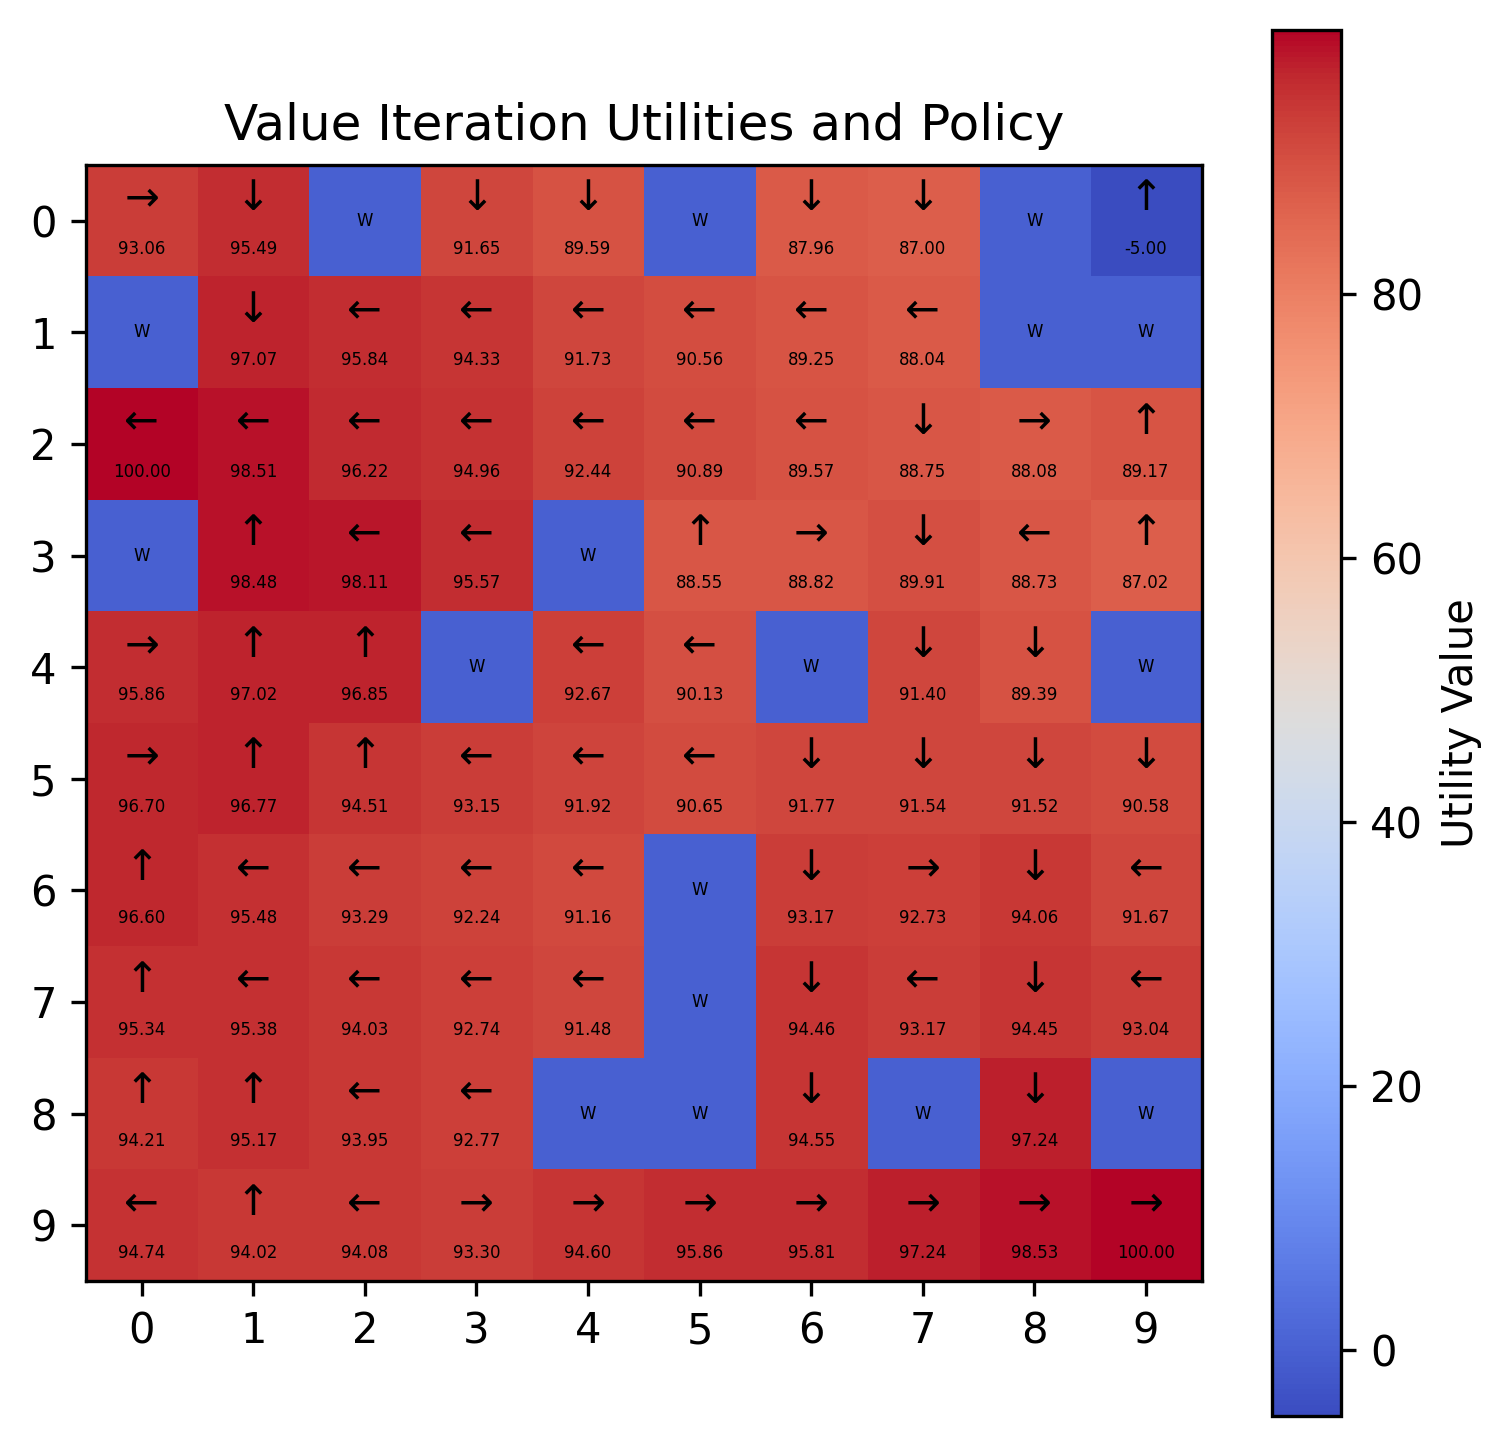 Value Iteration Utilities and Policy
0 → ↓ W ↓ ↓ W ↓ ↓ W ↑
93.06 95.49 91.65 89.59 87.96 87.00 -5.00
1 W ↓ ← ← ← ← ← ← W W
97.07 95.84 94.33 91.73 90.56 89.25 88.04
2 ← ← ← ← ← ← ← ↓ → ↑
100.00 98.51 96.22 94.96 92.44 90.89 89.57 88.75 88.08 89.17
3 W ↑ ← ← W ↑ → ↓ ← ↑
98.48 98.11 95.57 88.55 88.82 89.91 88.73 87.02
4 → ↑ ↑ W ← ← W ↓ ↓ W
95.86 97.02 96.85 92.67 90.13 91.40 89.39
5 → ↑ ↑ ← ← ← ↓ ↓ ↓ ↓
96.70 96.77 94.51 93.15 91.92 90.65 91.77 91.54 91.52 90.58
6 ↑ ← ← ← ← W ↓ → ↓ ←
96.60 95.48 93.29 92.24 91.16 93.17 92.73 94.06 91.67
7 ↑ ← ← ← ← W ↓ ← ↓ ←
95.34 95.38 94.03 92.74 91.48 94.46 93.17 94.45 93.04
8 ↑ ↑ ← ← W W ↓ W ↓ W
94.21 95.17 93.95 92.77 94.55 97.24
9 ← ↑ ← → → → → → → →
94.74 94.02 94.08 93.30 94.60 95.86 95.81 97.24 98.53 100.00
0 1 2 3 4 5 6 7 8 9
80
60
40
20
0
Utility Value